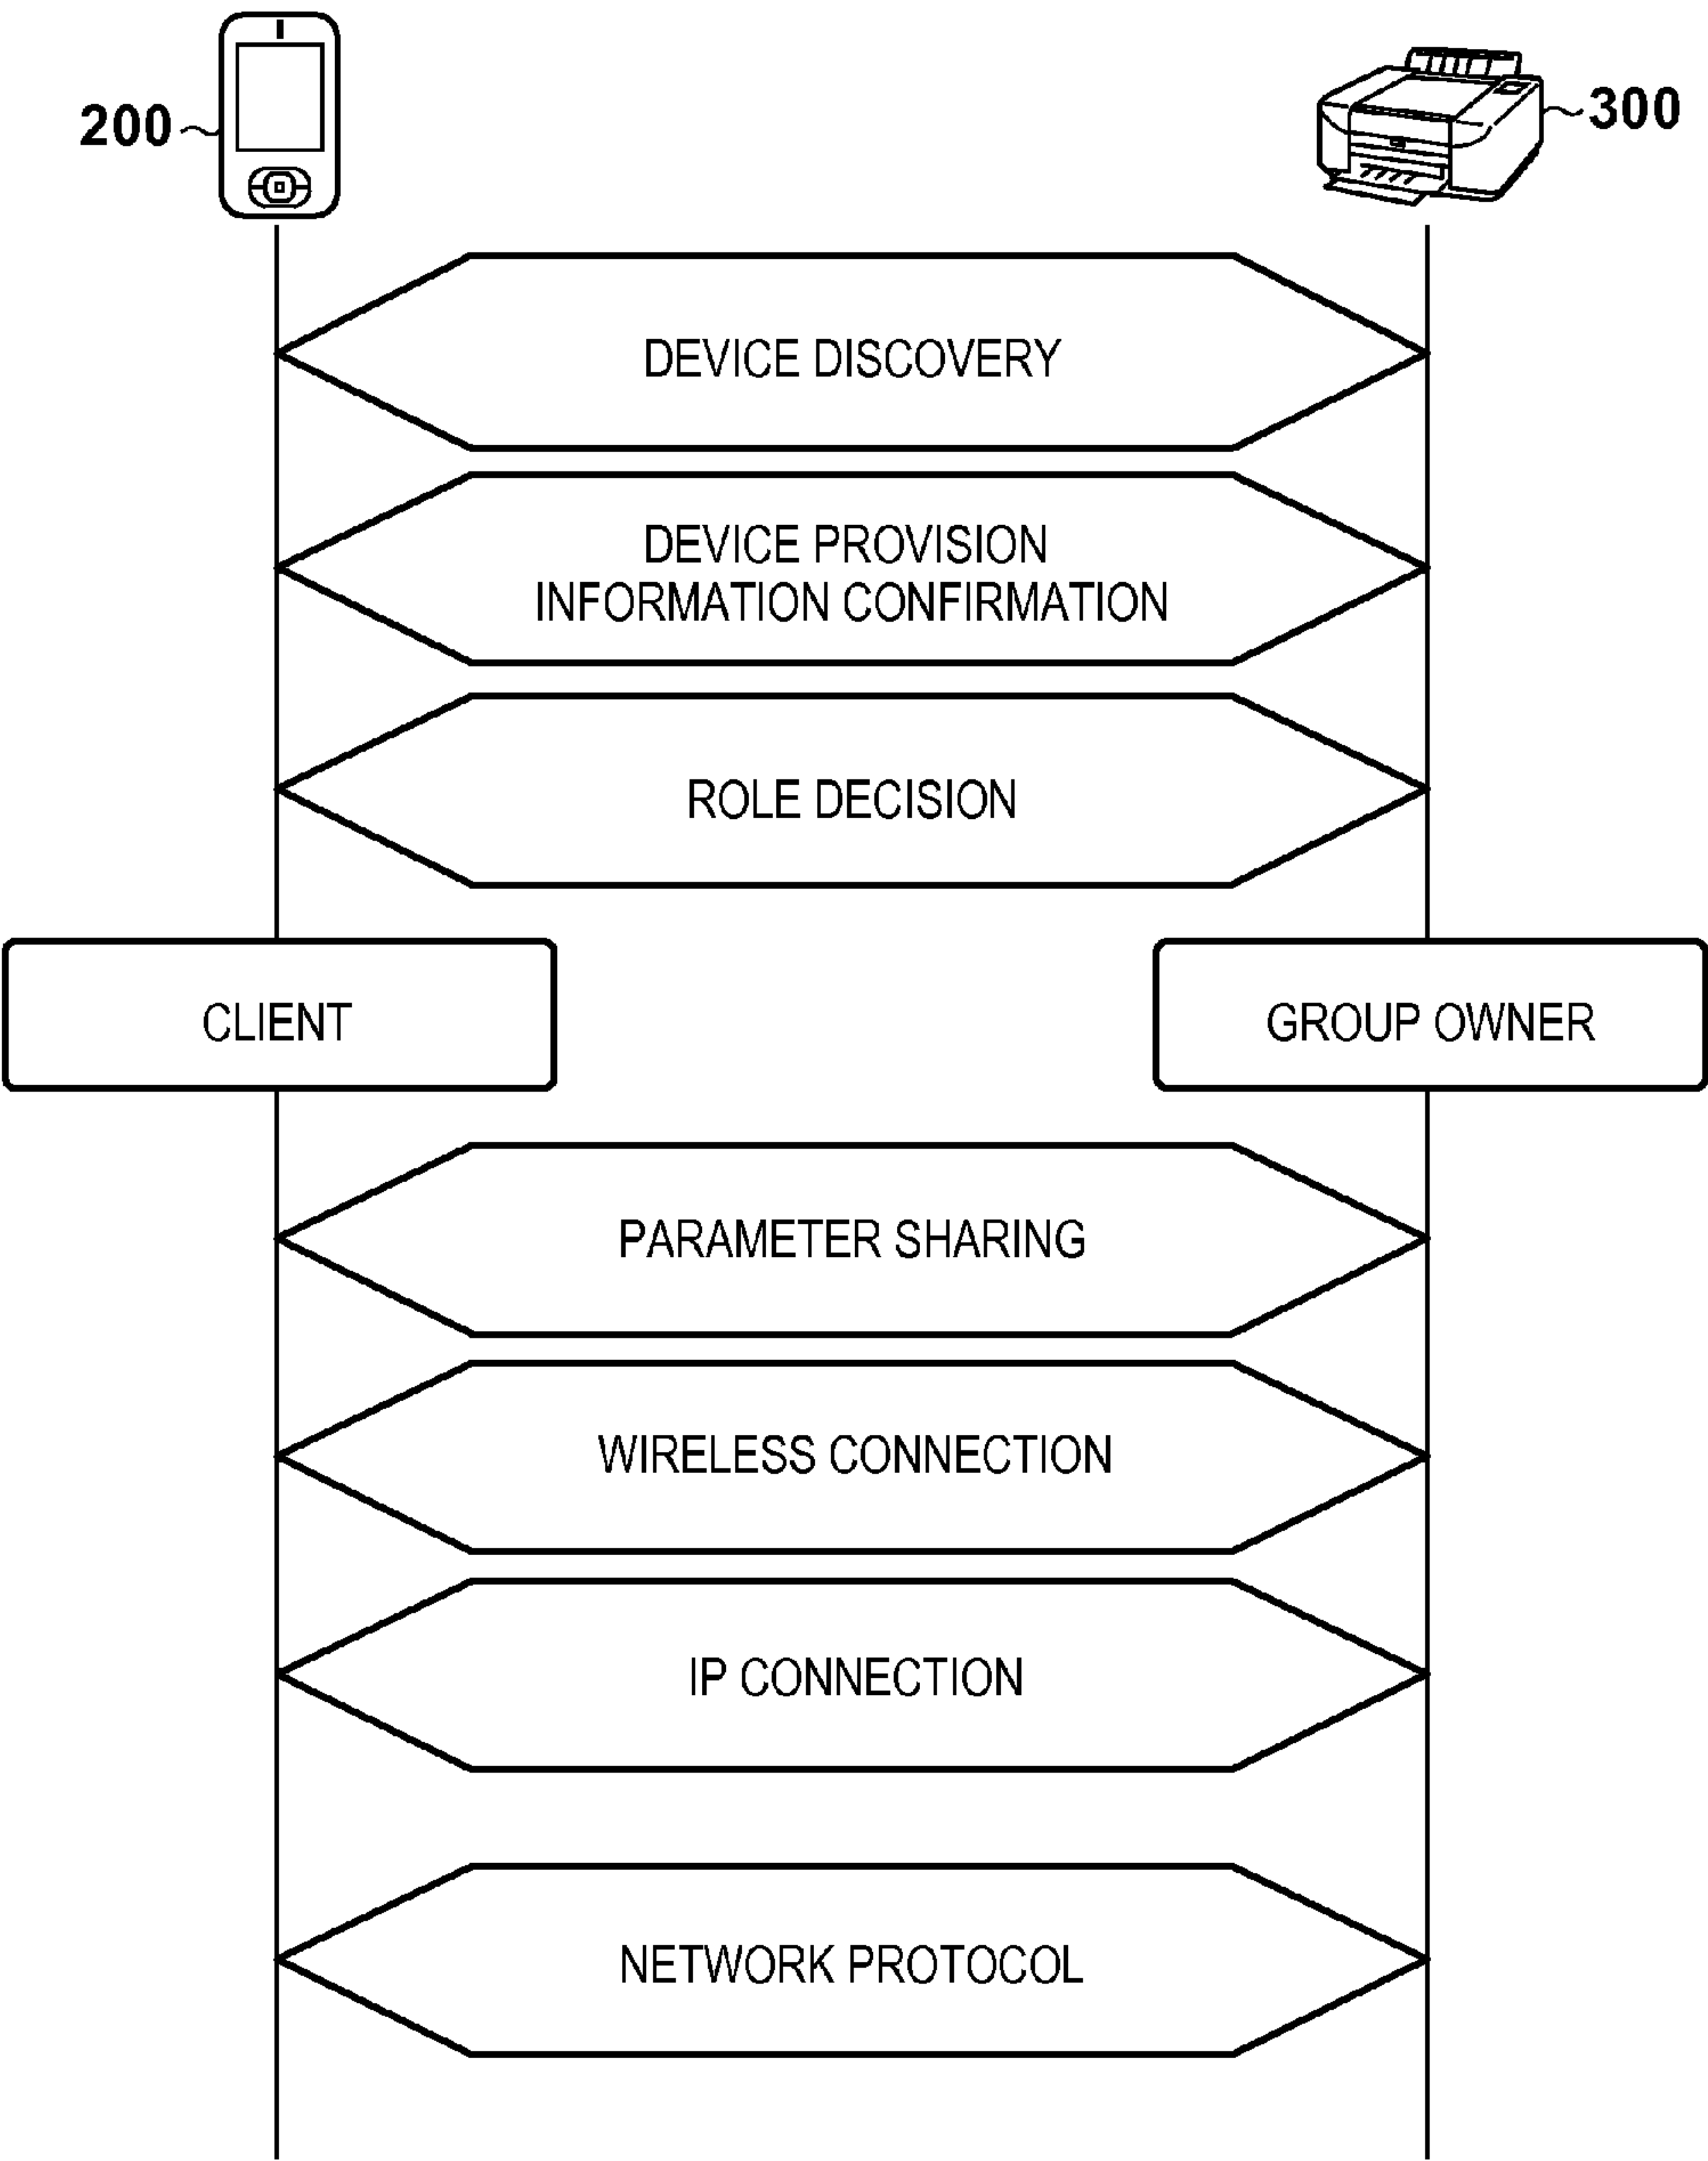 200
300
DEVICE DISCOVERY
DEVICE PROVISION
INFORMATION CONFIRMATION
ROLE DECISION
CLIENT
GROUP OWNER
PARAMETER SHARING
WIRELESS CONNECTION
IP CONNECTION
NETWORK PROTOCOL